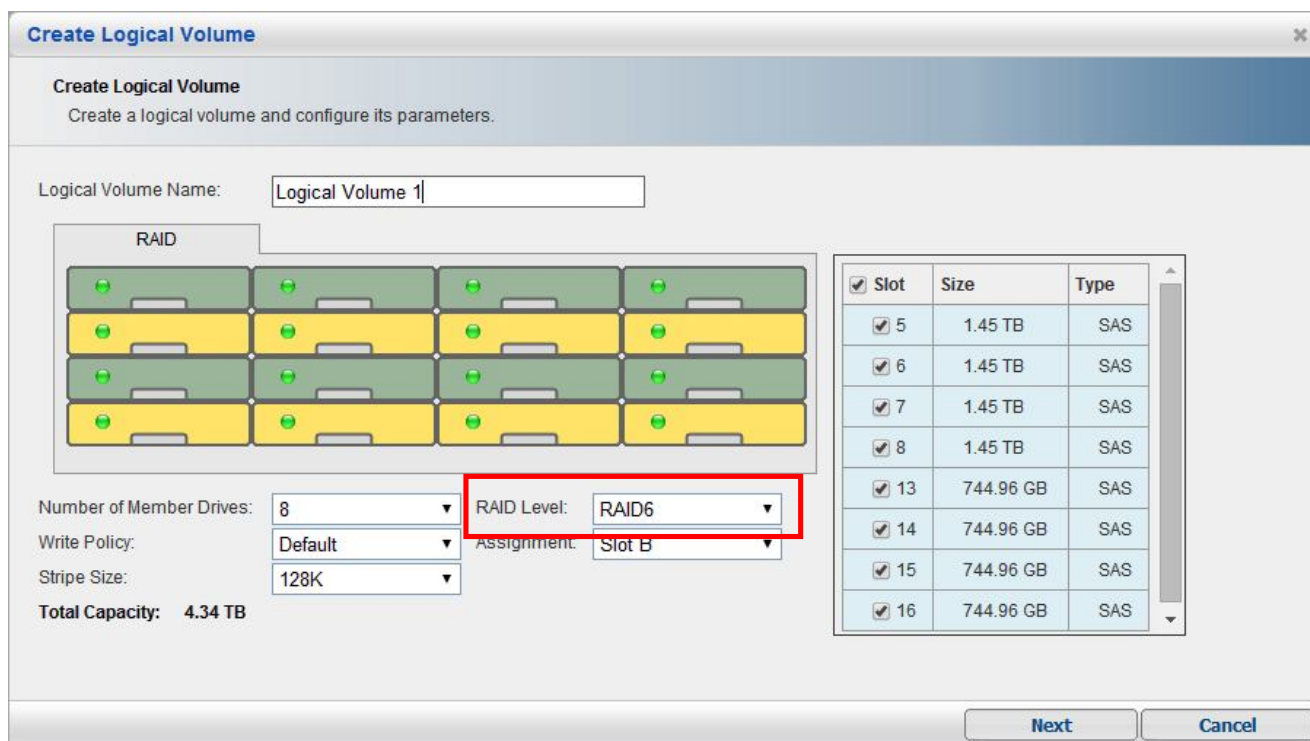 Create Logical Volume
Create Logical Volume
Create a logical volume and configure its parameters.
Logical Volume Name: Logical Volume 1
RAID
Slot Size Type
5 1.45 TB SAS
6 1.45 TB SAS
7 1.45 TB SAS
8 1.45 TB SAS
13 744.96 GB SAS
14 744.96 GB SAS
15 744.96 GB SAS
16 744.96 GB SAS
Number of Member Drives: 8 RAID Level: RAID6
Write Policy: Default Assignment: Slot B
Stripe Size: 128K
Total Capacity: 4.34 TB
Next Cancel